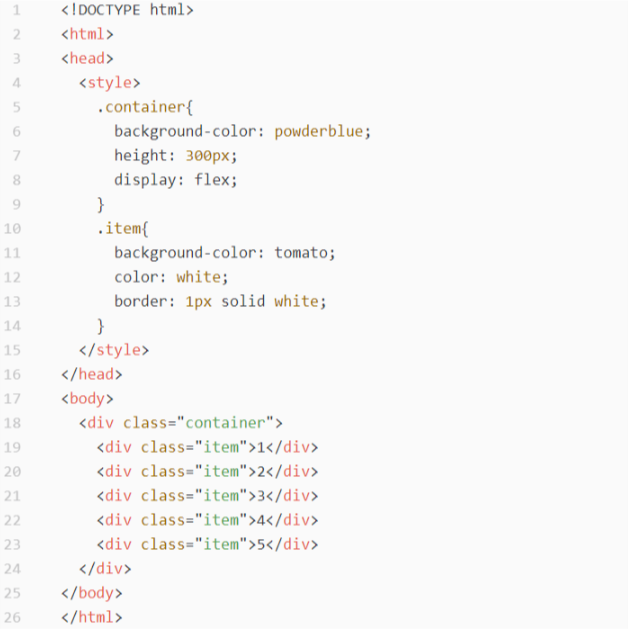 1 <!DOCTYPE html>
2 <html>
3 <head>
4 <style>
5 .container{
6 background-color: powderblue;
7 height: 300px;
8 display: flex;
9 }
10 .item{
11 background-color: tomato;
12 color: white;
13 border: 1px solid white;
14 }
15 </style>
16 </head>
17 <body>
18 <div class="container">
19 <div class="item">1</div>
20 <div class="item">2</div>
21 <div class="item">3</div>
22 <div class="item">4</div>
23 <div class="item">5</div>
24 </div>
25 </body>
26 </html>